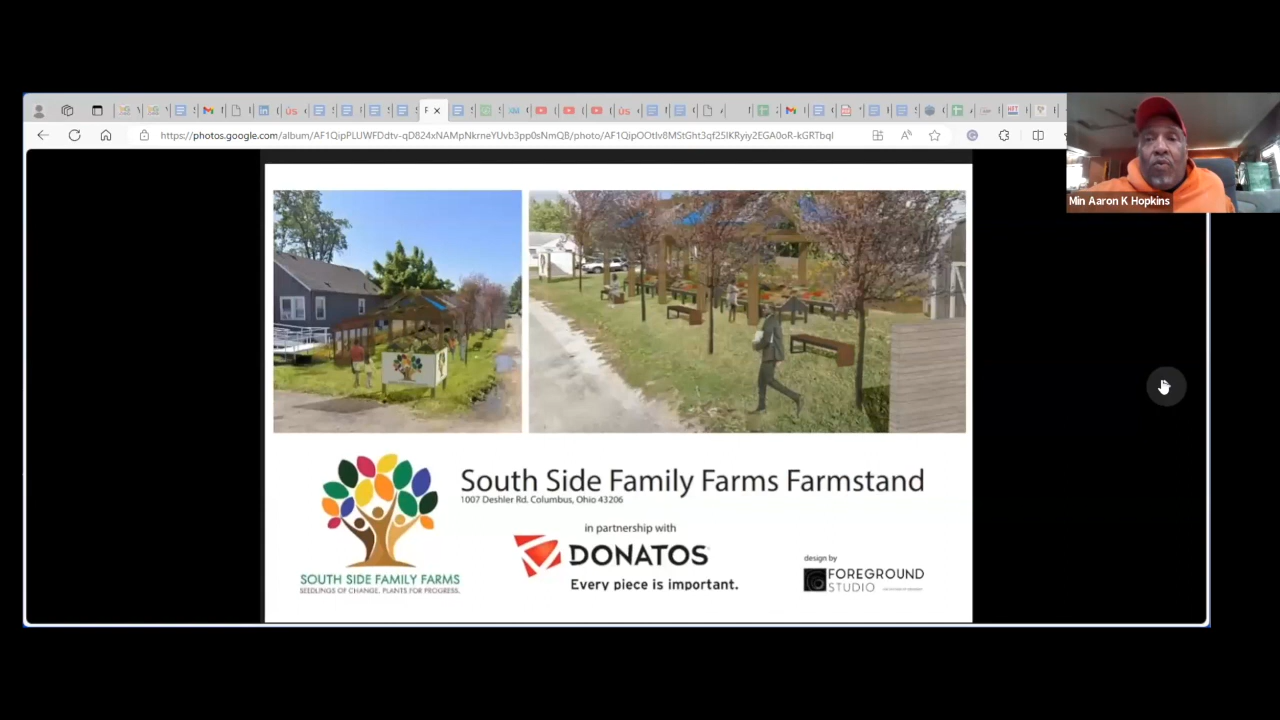 https://photos.google.com/album/AF1QipPLUWFDdtv-qD824xNAMpNkrneYUvb3pp0sNmQB/photo/AF1QipOOtIv8MStGht3qf25IKRyiy2EGA0oR-kGRTbqI
Min Aaron K Hopkins
South Side Family Farms Farmstand
1007 Deshler Rd. Columbus, Ohio 43206
in partnership with
DONATOS
Every piece is important.
design by
FOREGROUND
STUDIO
SOUTH SIDE FAMILY FARMS
SEEDLINGS OF CHANGE. PLANTS FOR PROGRESS.